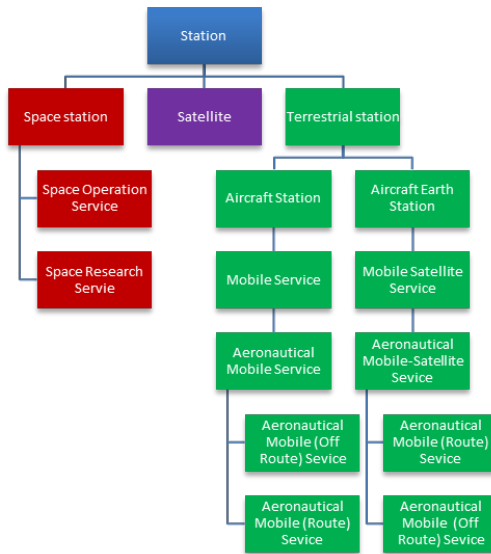 Station
Space station
Satellite
Terrestrial station
Space Operation
Service
Aircraft Station
Aircraft Earth
Station
Space Research
Servie
Mobile Service
Mobile Satellite
Service
Aeronautical
Mobile Service
Aeronautical
Mobile-Satellite
Sevice
Aeronautical
Mobile (Off
Route) Sevice
Aeronautical
Mobile (Route)
Sevice
Aeronautical
Mobile (Route)
Sevice
Aeronautical
Mobile (Off
Route) Sevice